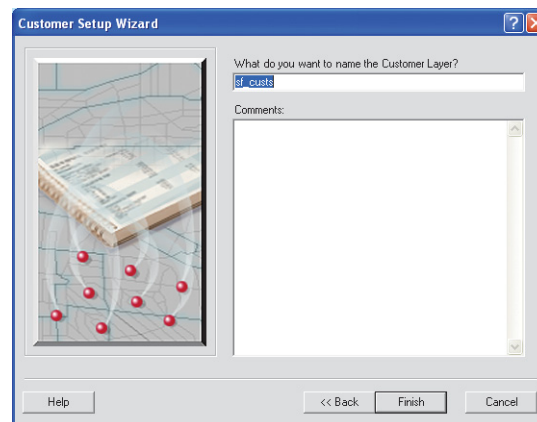 Customer Setup Wizard
What do you want to name the Customer Layer?
sf_custs
Comments:
Help
<< Back
Finish
Cancel